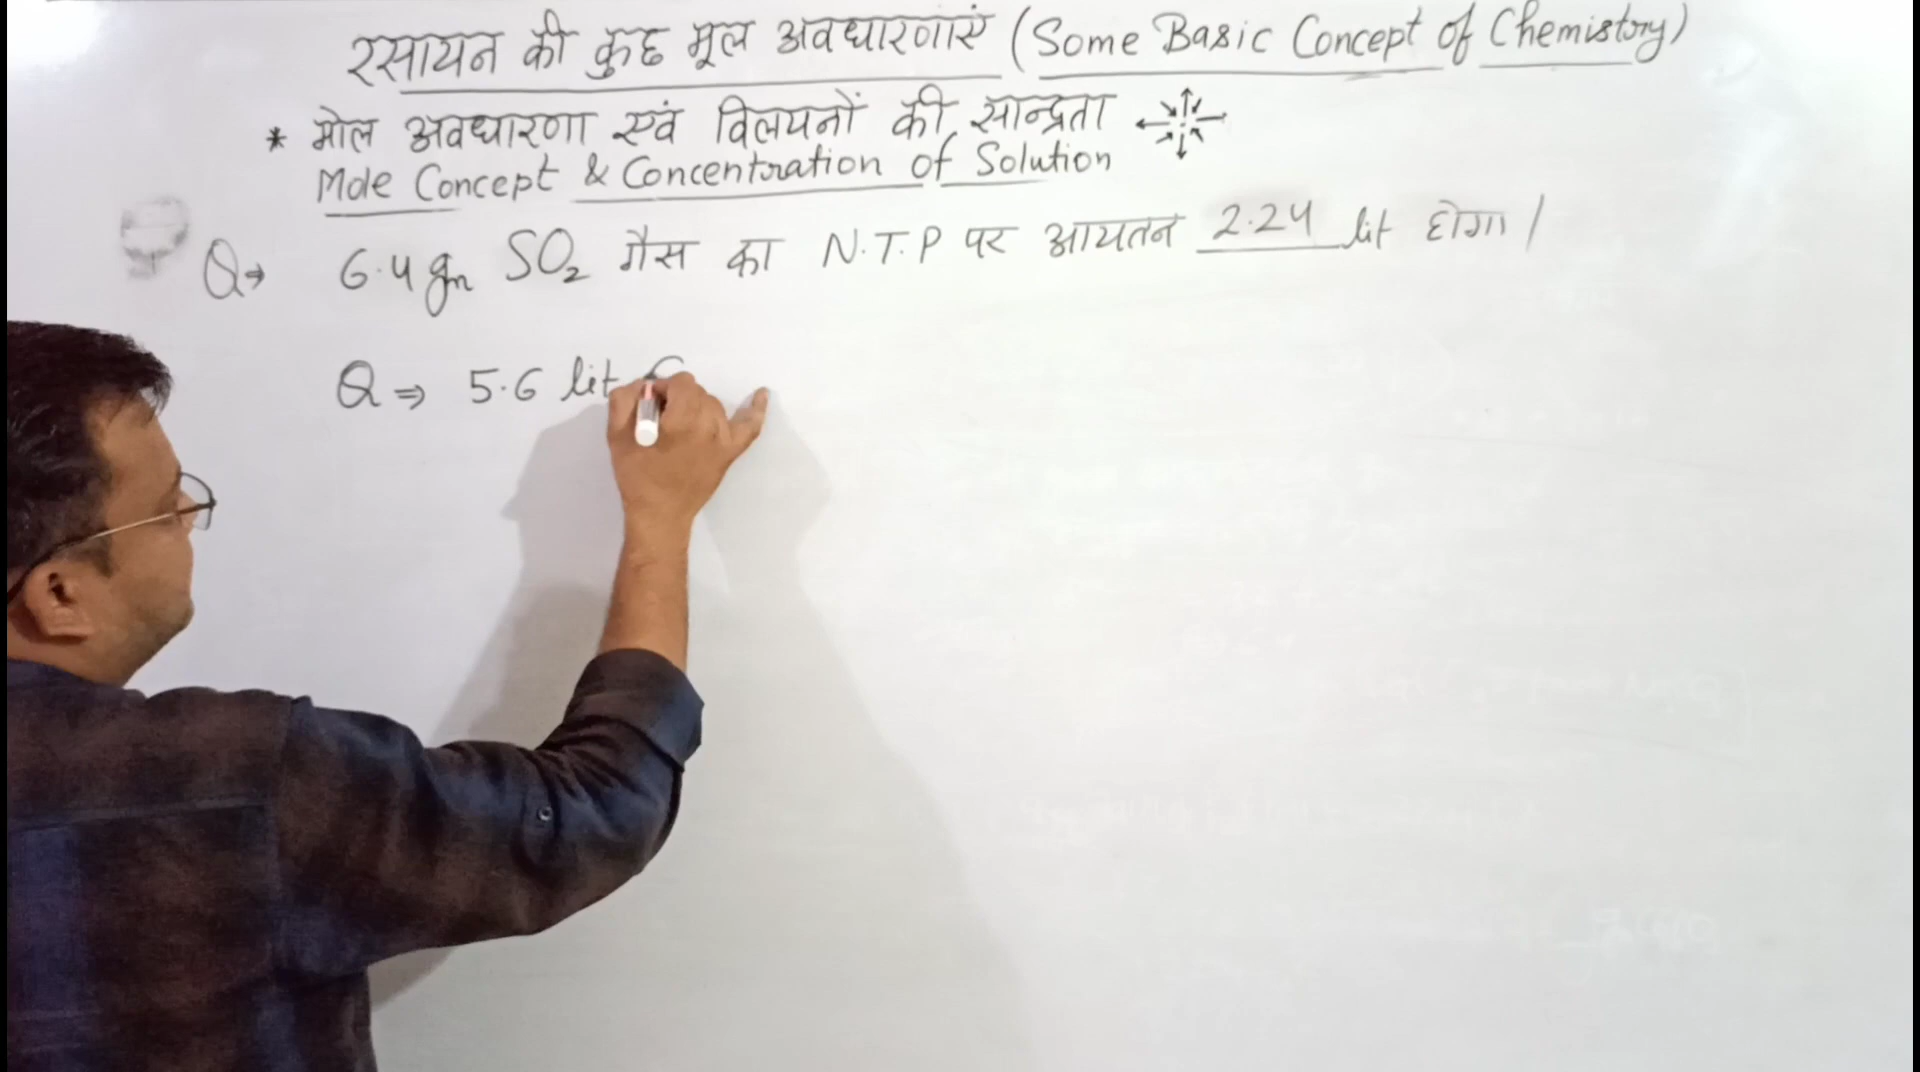 रसायन की कुछ मूल अवधारणाएं (Some Basic Concept of Chemistry)
* मोल अवधारणा एवं विलयनों की सान्द्रता
Mole Concept & Concentration of Solution
Q→ 6.4 gm SO₂ गैस का N.T.P पर आयतन 2.24 lit होगा।
Q⇒ 5.6 lit